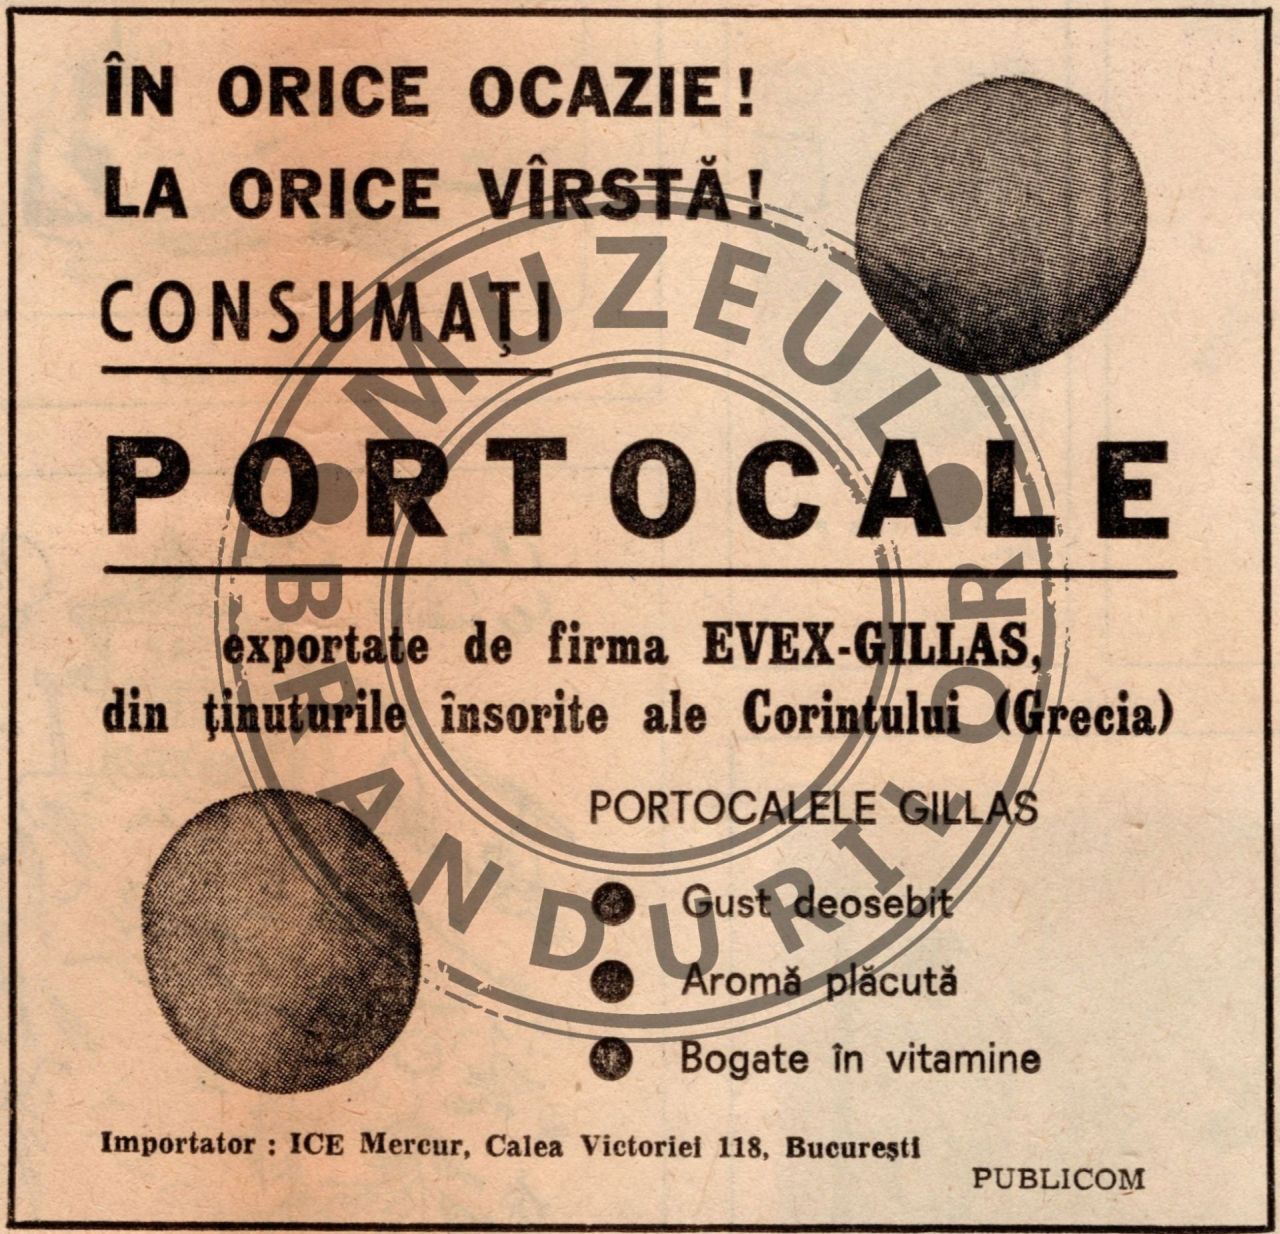 ÎN ORICE OCAZIE!
LA ORICE VÎRSTĂ!
CONSUMAȚI
PORTOCALE
exportate de firma EVEX-GILLAS,
din ținuturile însorite ale Corintului (Grecia)
PORTOCALELE GILLAS
● Gust deosebit
● Aromă plăcută
● Bogate în vitamine
Importator : ICE Mercur, Calea Victoriei 118, București
PUBLICOM
MUZEUL
BRANDURILOR